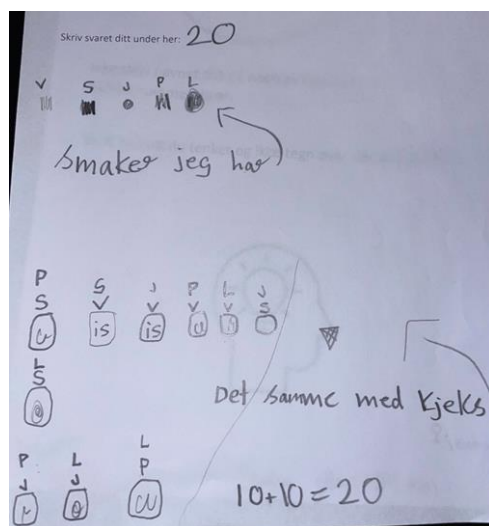 Skriv svaret ditt under her: 20
V S J P L
Smaker jeg har
P S J P L J
S V V V V S
is is
L
S
Det samme med kjeks
P L L
J J P
10+10=20